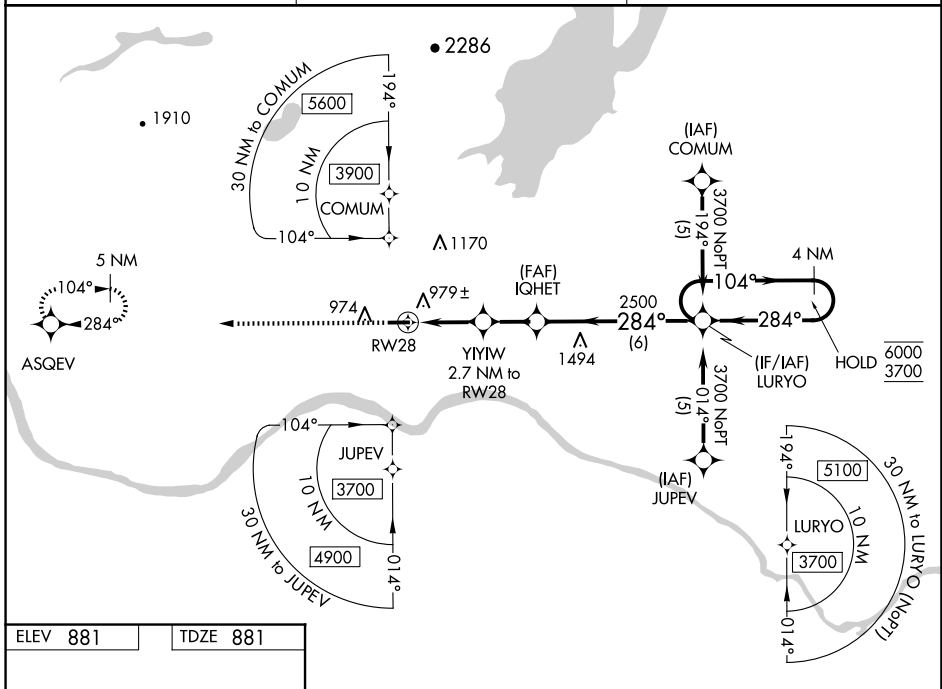 2286
1910
30 NM to COMUM
5600
194°
10 NM
3900
COMUM
104°
(IAF)
COMUM
3700 NoPT
194°
(5)
1170
5 NM
104°
284°
ASQEV
974
979±
RW28
(FAF)
IQHET
YIYIW
2.7 NM to
RW28
2500
284°
(6)
1494
104°
4 NM
284°
(IF/IAF)
LURYO
HOLD
6000
3700
3700 NoPT
014°
(5)
(IAF)
JUPEV
104°
JUPEV
3700
10 NM
4900
30 NM to JUPEV
014°
194°
5100
LURYO
3700
10 NM
30 NM to LURYO (NoPT)
014°
ELEV 881
TDZE 881